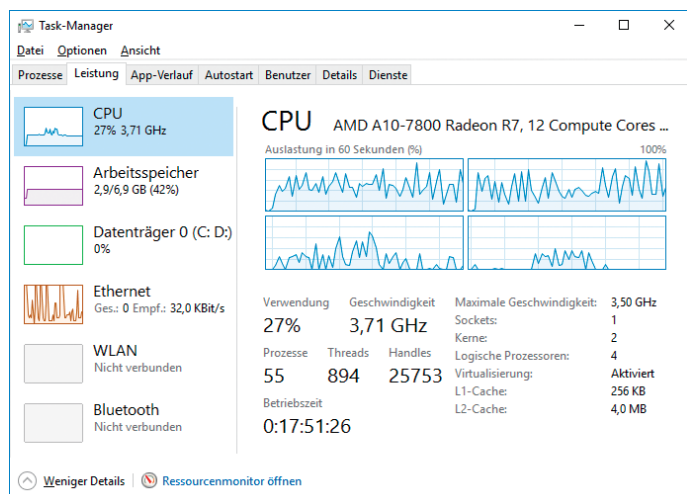 Task-Manager
Datei Optionen Ansicht
Prozesse Leistung App-Verlauf Autostart Benutzer Details Dienste
CPU
27% 3,71 GHz
Arbeitsspeicher
2,9/6,9 GB (42%)
Datenträger 0 (C: D:)
0%
Ethernet
Ges.: 0 Empf.: 32,0 KBit/s
WLAN
Nicht verbunden
Bluetooth
Nicht verbunden
CPU AMD A10-7800 Radeon R7, 12 Compute Cores ...
Auslastung in 60 Sekunden (%) 100%
Verwendung Geschwindigkeit
27% 3,71 GHz
Prozesse Threads Handles
55 894 25753
Betriebszeit
0:17:51:26
Maximale Geschwindigkeit: 3,50 GHz
Sockets: 1
Kerne: 2
Logische Prozessoren: 4
Virtualisierung: Aktiviert
L1-Cache: 256 KB
L2-Cache: 4,0 MB
Weniger Details Ressourcenmonitor öffnen